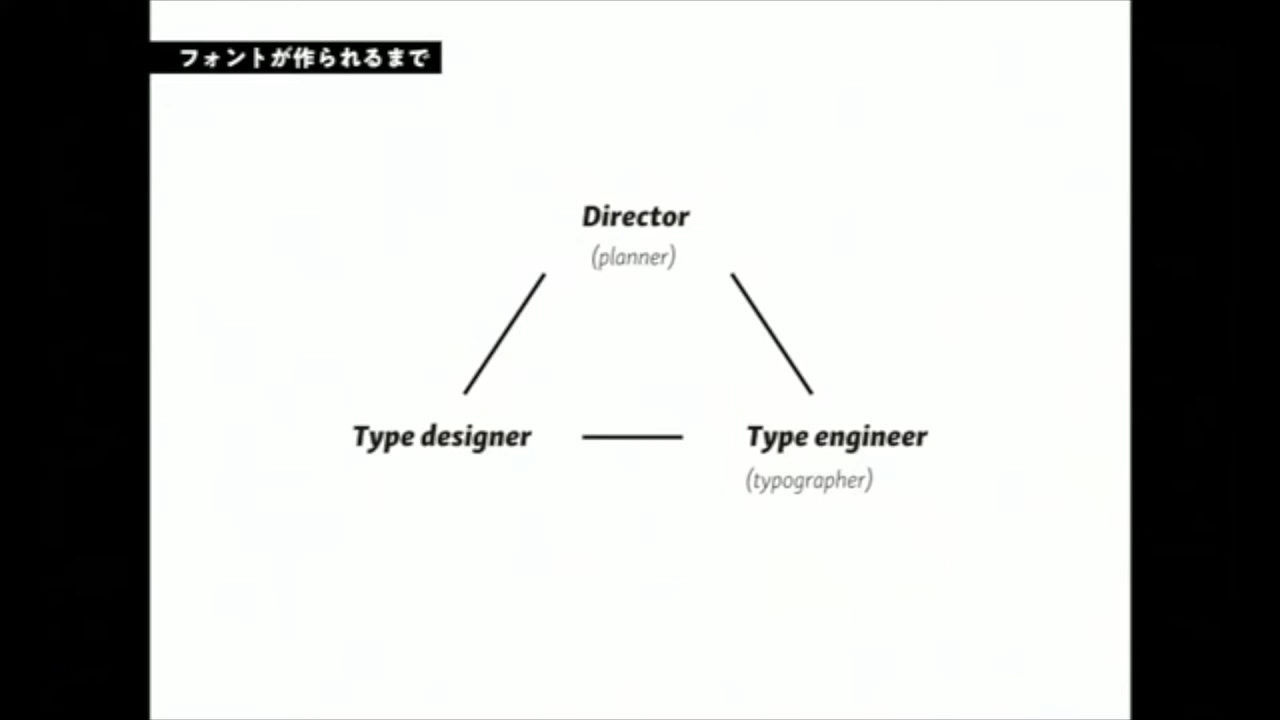 フォントが作られるまで
Director
(planner)
Type designer
Type engineer
(typographer)